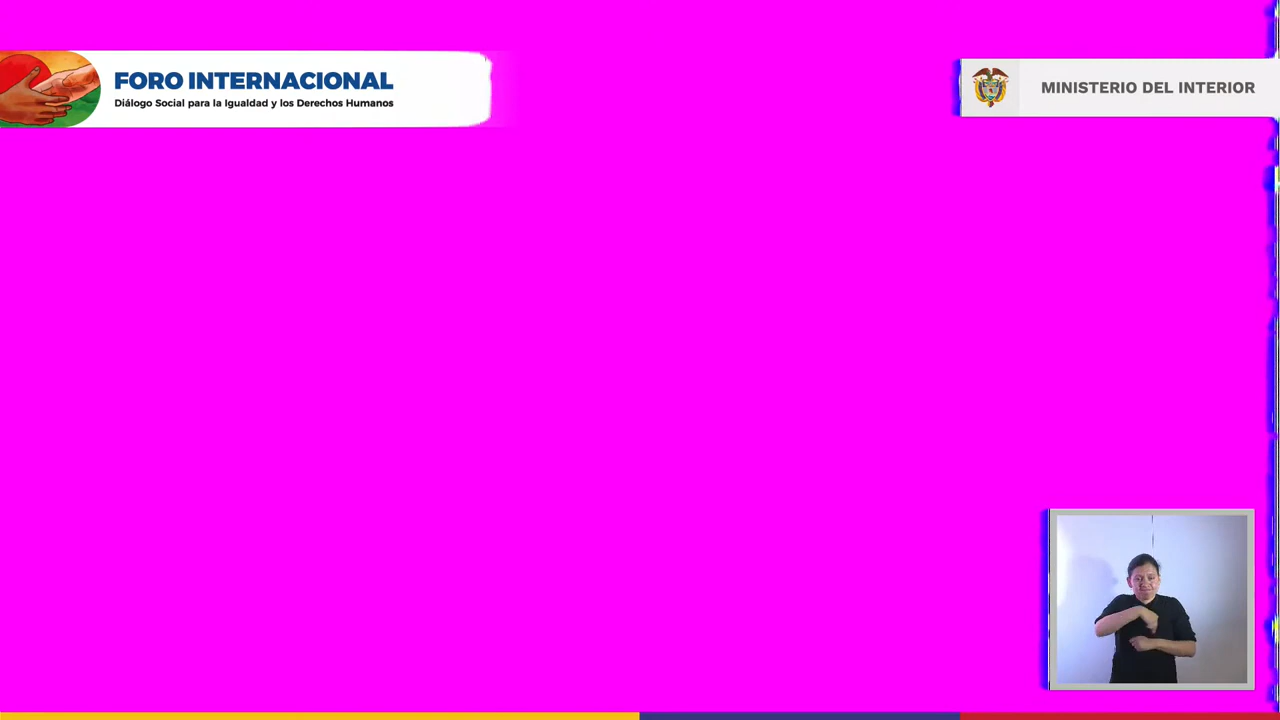 FORO INTERNACIONAL
Diálogo Social para la Igualdad y los Derechos Humanos
MINISTERIO DEL INTERIOR